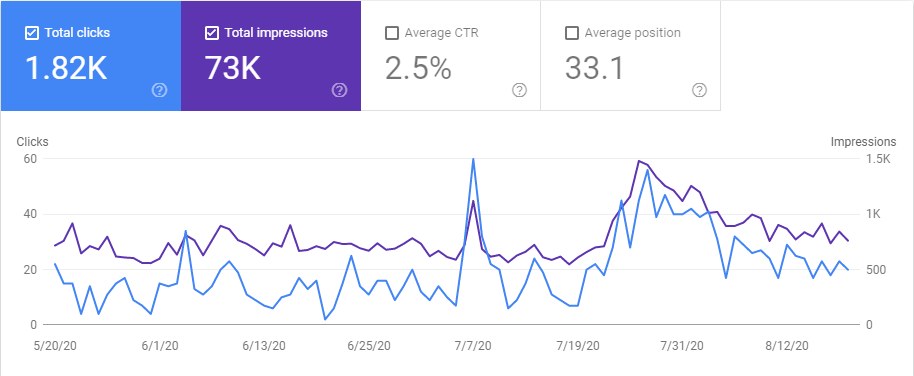 Total clicks
1.82K
Total impressions
73K
Average CTR
2.5%
Average position
33.1
Clicks
Impressions
60
1.5K
40
1K
20
500
0
0
5/20/20 6/1/20 6/13/20 6/25/20 7/7/20 7/19/20 7/31/20 8/12/20